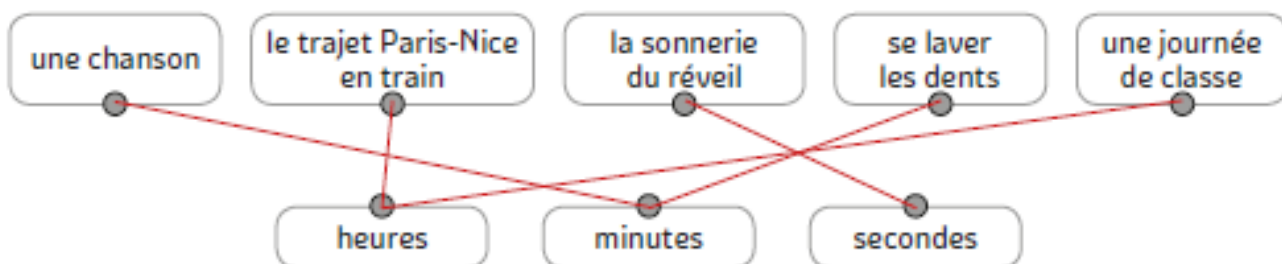 une chanson
le trajet Paris-Nice
en train
la sonnerie
du réveil
se laver
les dents
une journée
de classe
heures
minutes
secondes